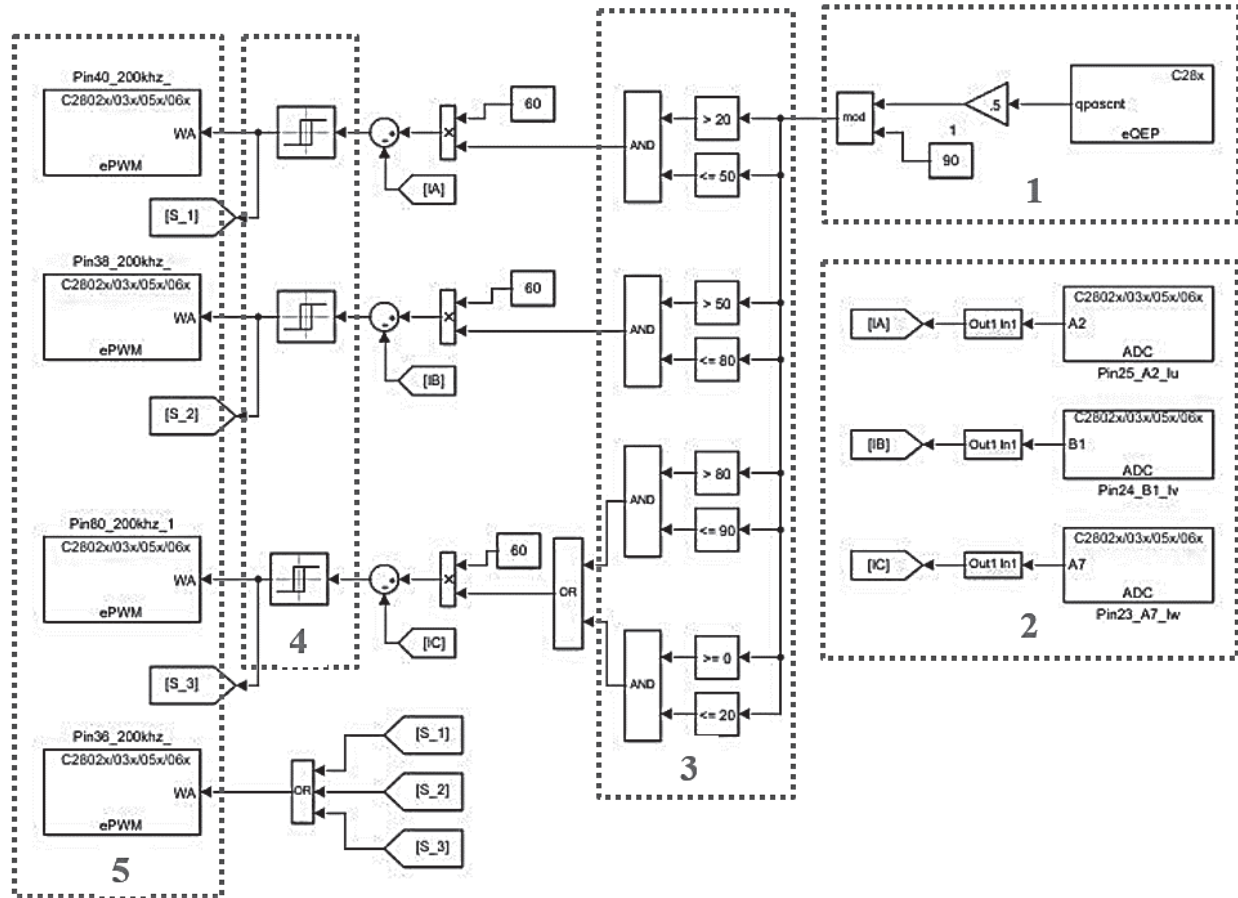 Pin40_200khz_
C2802x/03x/05x/06x
WA
ePWM
[S_1]
60
×
[IA]
AND
> 20
<= 50
mod
.5
1
90
C28x
qposcnt
eQEP
1
Pin38_200khz_
C2802x/03x/05x/06x
WA
ePWM
[S_2]
60
×
[IB]
AND
> 50
<= 80
[IA]
Out1 In1
C2802x/03x/05x/06x
A2
ADC
Pin25_A2_Iu
[IB]
Out1 In1
C2802x/03x/05x/06x
B1
ADC
Pin24_B1_Iv
[IC]
Out1 In1
C2802x/03x/05x/06x
A7
ADC
Pin23_A7_Iw
2
Pin80_200khz_1
C2802x/03x/05x/06x
WA
ePWM
[S_3]
4
60
×
[IC]
OR
AND
> 80
<= 90
AND
>= 0
<= 20
3
Pin36_200khz_
C2802x/03x/05x/06x
WA
ePWM
OR
[S_1]
[S_2]
[S_3]
5